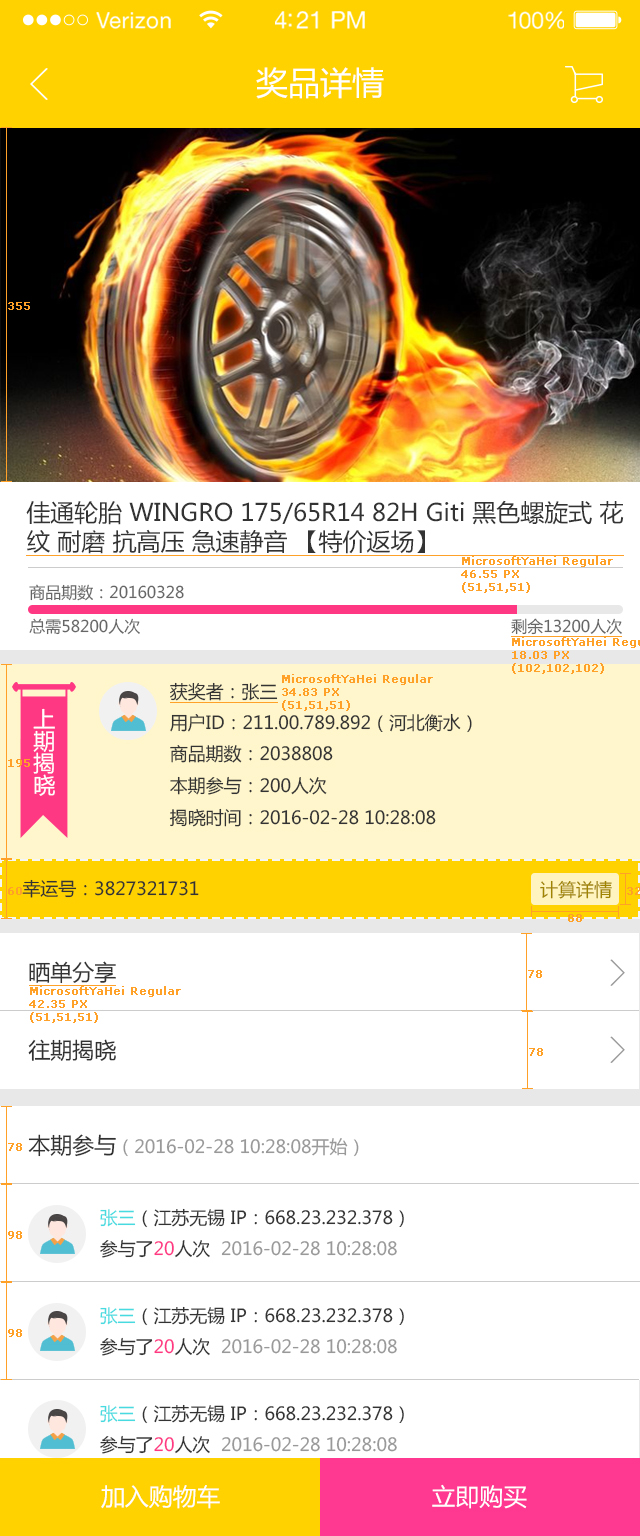 Verizon 4:21 PM 100%
奖品详情
355
佳通轮胎 WINGRO 175/65R14 82H Giti 黑色螺旋式 花
纹 耐磨 抗高压 急速静音 【特价返场】
MicrosoftYaHei Regular
46.55 PX
(51,51,51)
商品期数：20160328
总需58200人次
剩余13200人次
MicrosoftYaHei Regu
18.03 PX
(102,102,102)
195
上期揭晓
获奖者：张三
MicrosoftYaHei Regular
34.83 PX
(51,51,51)
用户ID：211.00.789.892（河北衡水）
商品期数：2038808
本期参与：200人次
揭晓时间：2016-02-28 10:28:08
60
幸运号：3827321731
计算详情
32
88
晒单分享
MicrosoftYaHei Regular
42.35 PX
(51,51,51)
78
往期揭晓
78
78
本期参与（2016-02-28 10:28:08开始）
98
张三（江苏无锡 IP：668.23.232.378）
参与了20人次 2016-02-28 10:28:08
98
张三（江苏无锡 IP：668.23.232.378）
参与了20人次 2016-02-28 10:28:08
张三（江苏无锡 IP：668.23.232.378）
参与了20人次 2016-02-28 10:28:08
加入购物车
立即购买